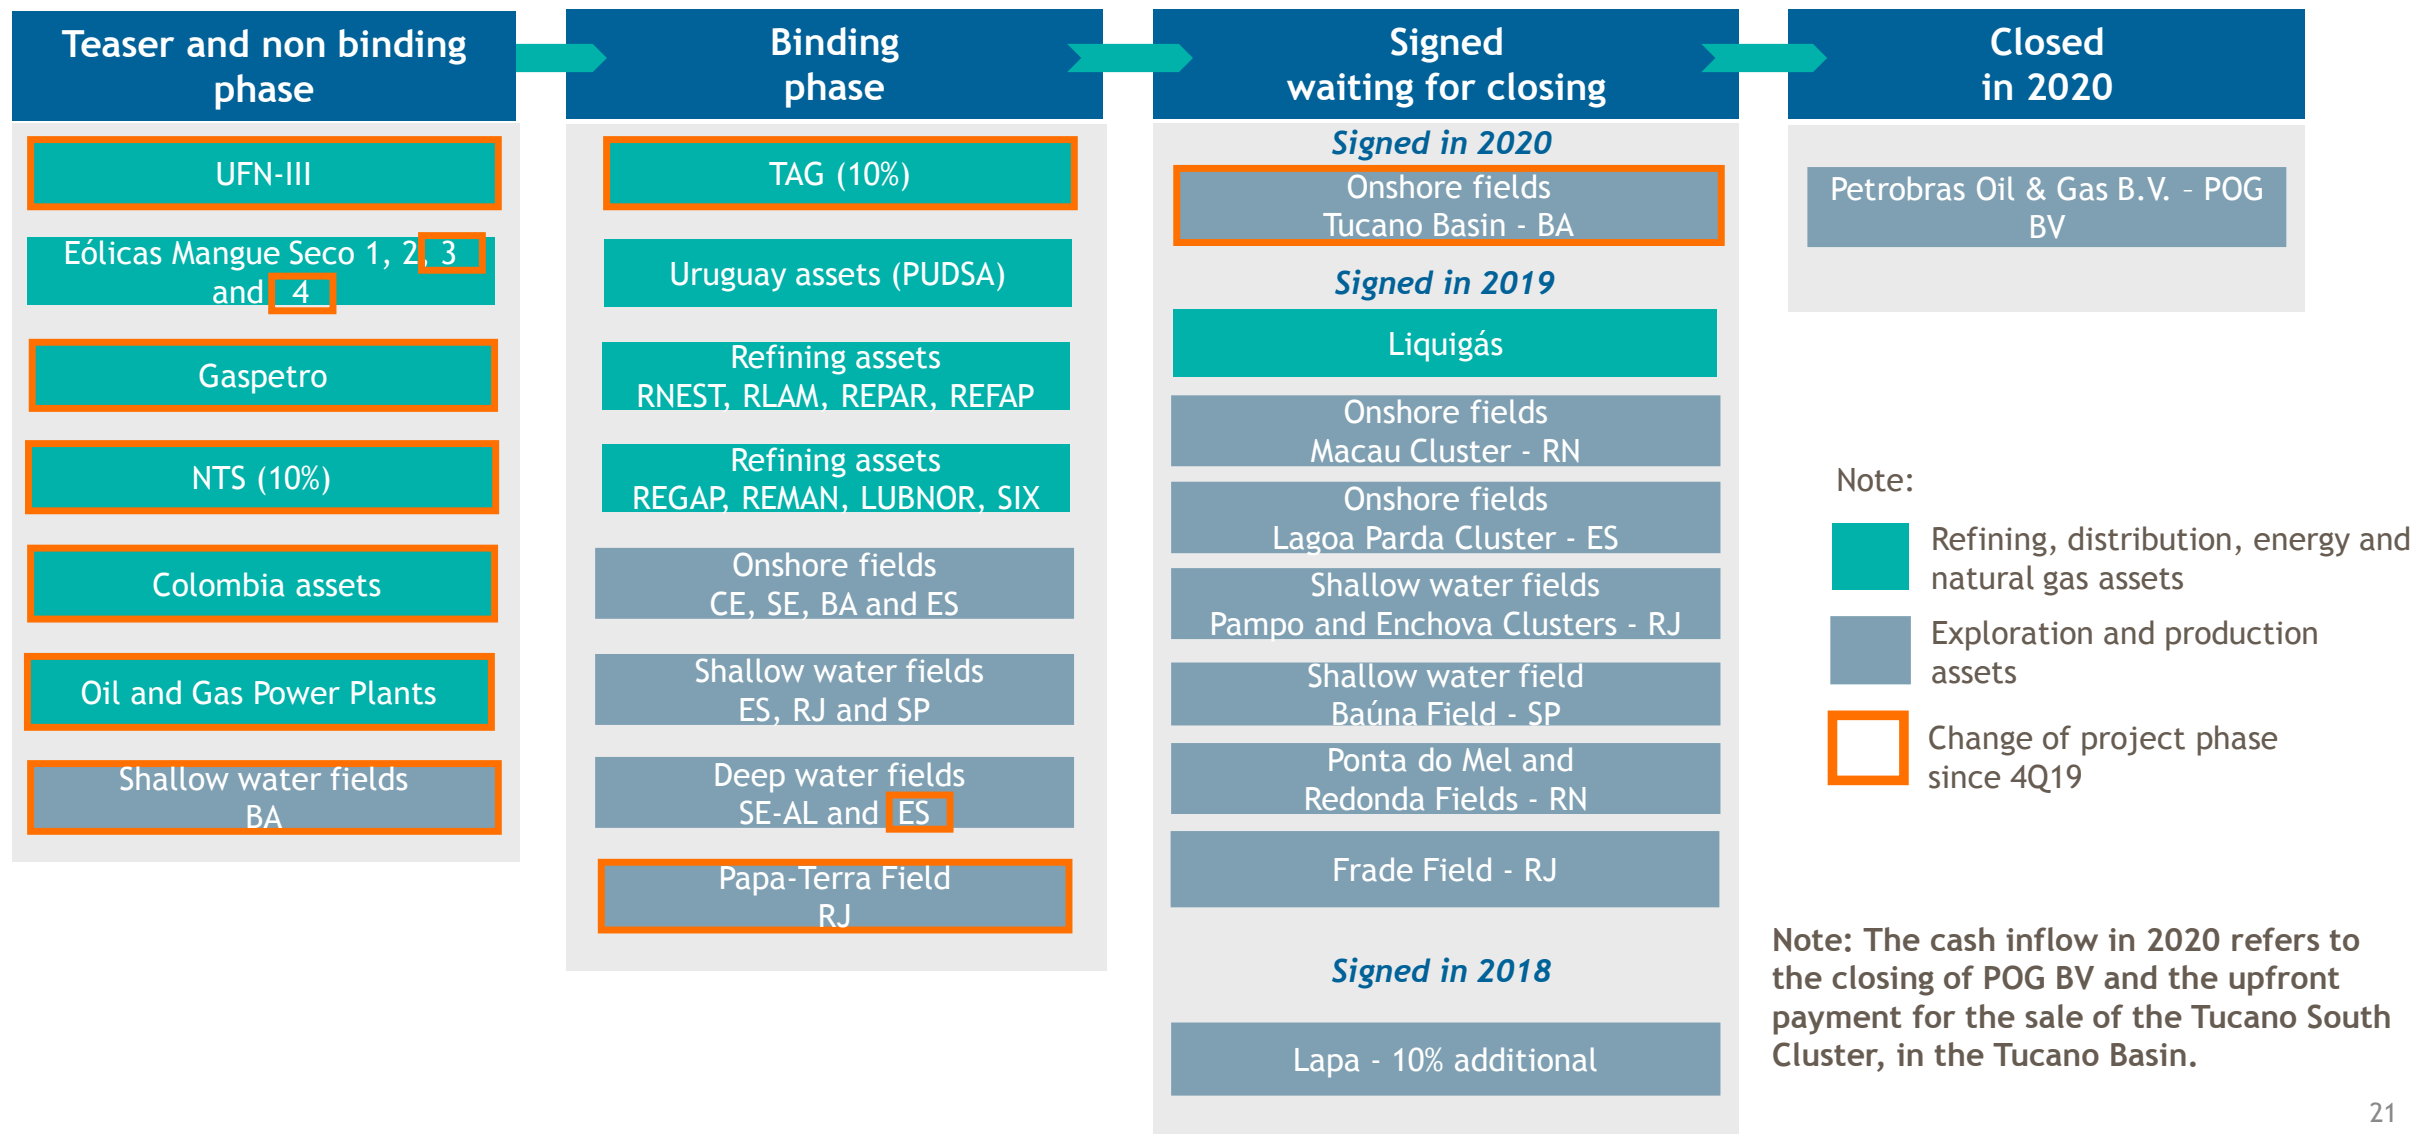 Teaser and non binding
phase
UFN-III
Eólicas Mangue Seco 1, 2, 3
and 4
Gaspetro
NTS (10%)
Colombia assets
Oil and Gas Power Plants
Shallow water fields
BA
Binding
phase
TAG (10%)
Uruguay assets (PUDSA)
Refining assets
RNEST, RLAM, REPAR, REFAP
Refining assets
REGAP, REMAN, LUBNOR, SIX
Onshore fields
CE, SE, BA and ES
Shallow water fields
ES, RJ and SP
Deep water fields
SE-AL and ES
Papa-Terra Field
RJ
Signed
waiting for closing
Signed in 2020
Onshore fields
Tucano Basin - BA
Signed in 2019
Liquigás
Onshore fields
Macau Cluster - RN
Onshore fields
Lagoa Parda Cluster - ES
Shallow water fields
Pampo and Enchova Clusters - RJ
Shallow water field
Baúna Field - SP
Ponta do Mel and
Redonda Fields - RN
Frade Field - RJ
Signed in 2018
Lapa - 10% additional
Closed
in 2020
Petrobras Oil & Gas B.V. – POG
BV
Note:
Refining, distribution, energy and
natural gas assets
Exploration and production
assets
Change of project phase
since 4Q19
Note: The cash inflow in 2020 refers to
the closing of POG BV and the upfront
payment for the sale of the Tucano South
Cluster, in the Tucano Basin.
21